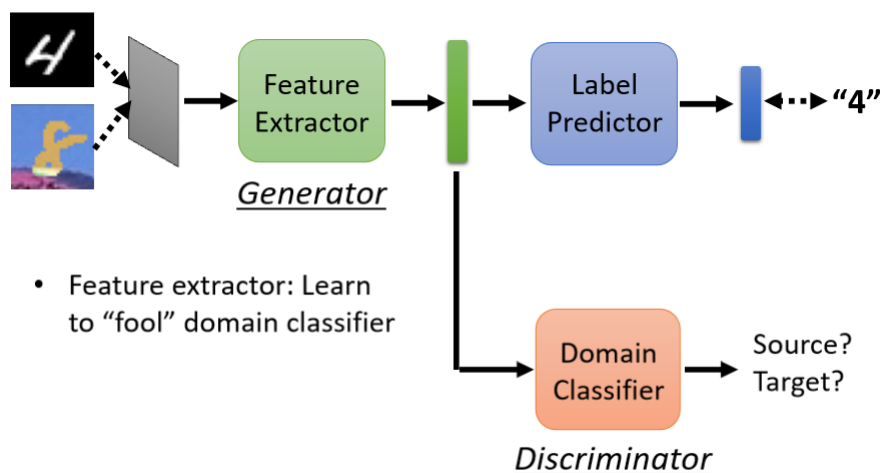 Feature
Extractor
Label
Predictor
“4”
Generator
• Feature extractor: Learn
to “fool” domain classifier
Domain
Classifier
Source?
Target?
Discriminator